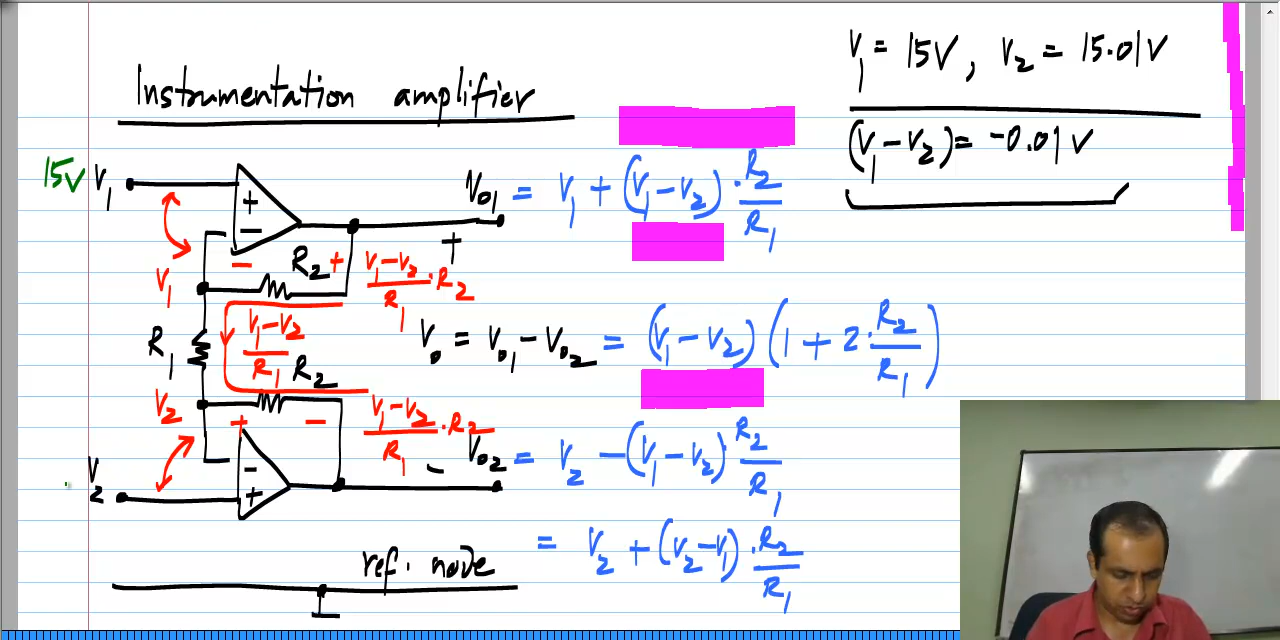 V1 = 15V, V2 = 15.01V
Instrumentation amplifier
(V1 - V2) = -0.01V
15V V1 + - Vo1 = V1 + (V1 - V2) · R2/R1
+
- R2 + (V1 - V2)/R1 · R2
V1
R1 (V1 - V2)/R1 Vo = Vo1 - Vo2 = (V1 - V2)(1 + 2 · R2/R1)
R2
V2 + - (V1 - V2)/R1 · R2
V2 - + - Vo2 = V2 - (V1 - V2) · R2/R1
ref. node = V2 + (V2 - V1) · R2/R1